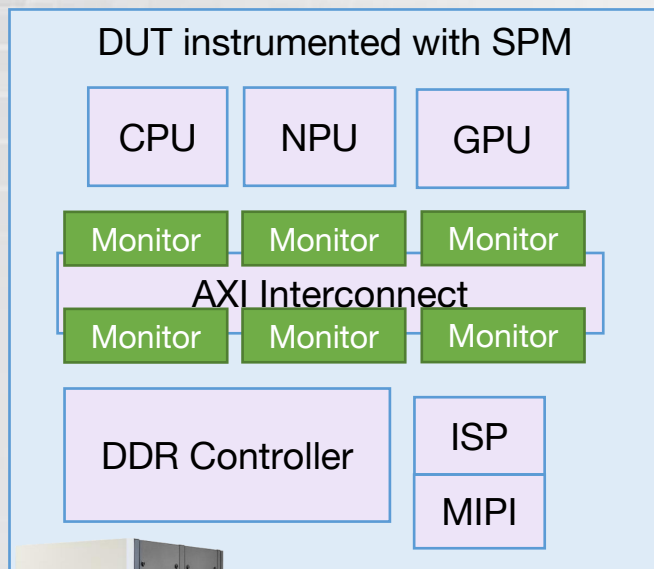 DUT instrumented with SPM
CPU NPU GPU
Monitor Monitor Monitor
AXI Interconnect
Monitor Monitor Monitor
DDR Controller
ISP
MIPI